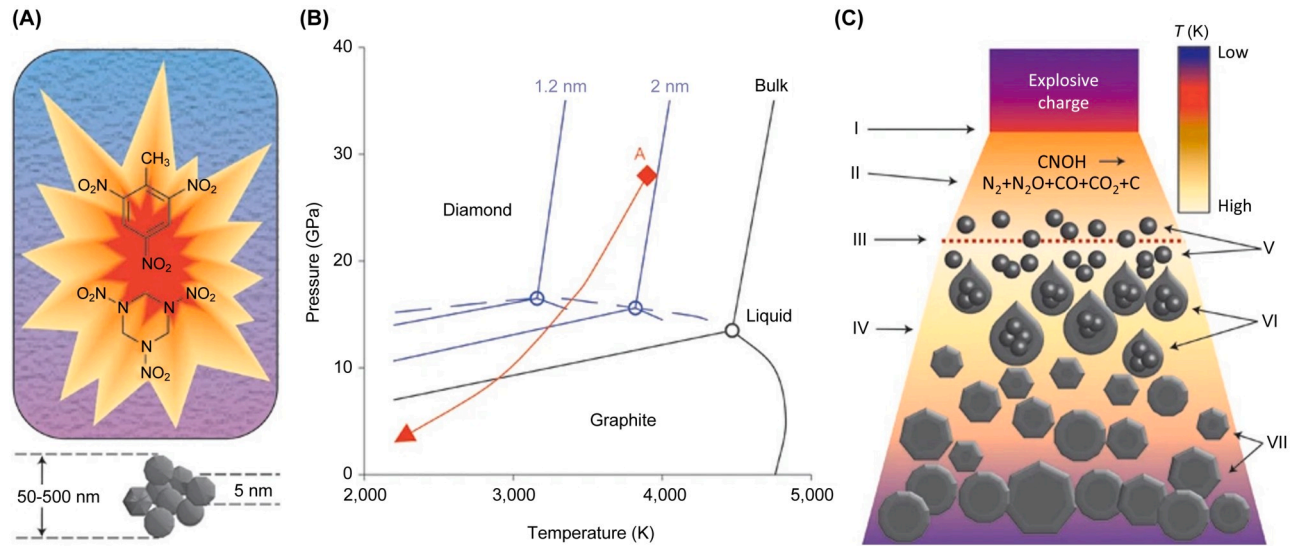 (A)
CH₃
O₂N
NO₂
NO₂
O₂N
NO₂
N
N
N
NO₂
50-500 nm
5 nm
(B)
40
30
20
10
0
Pressure (GPa)
1.2 nm
2 nm
Bulk
A
Diamond
Liquid
Graphite
2,000
3,000
4,000
5,000
Temperature (K)
(C)
T (K)
Low
High
Explosive
charge
CNOH →
N₂+N₂O+CO+CO₂+C
I
II
III
IV
V
VI
VII